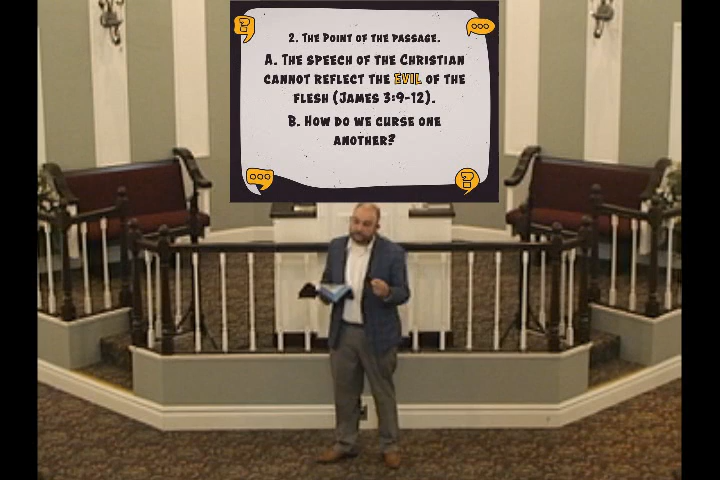 2. The Point of the passage.
A. The speech of the Christian
cannot reflect the evil of the
flesh (James 3:9-12).
B. How do we curse one
another?